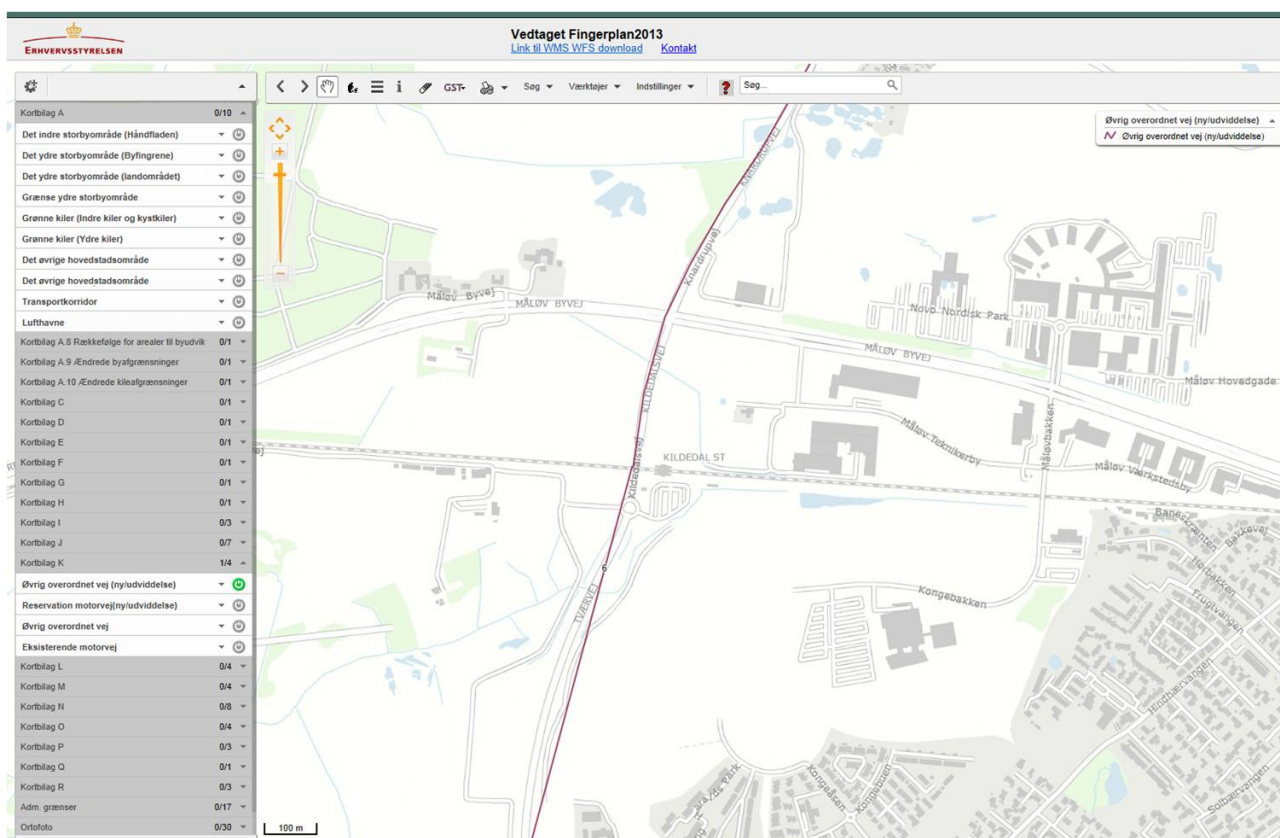 ERHVERVSSTYRELSEN
Vedtaget Fingerplan2013
Link til WMS WFS download Kontakt
GST Søg Værktøjer Indstillinger ? Søg...
Kortbilag A 0/10
Det indre storbyområde (Håndfladen)
Det ydre storbyområde (Byfingrene)
Det ydre storbyområde (landområdet)
Grænse ydre storbyområde
Grønne kiler (Indre kiler og kystkiler)
Grønne kiler (Ydre kiler)
Det øvrige hovedstadsområde
Det øvrige hovedstadsområde
Transportkorridor
Lufthavne
Kortbilag A.8 Rækkefølge for arealer til byudvik 0/1
Kortbilag A.9 Ændrede byafgrænsninger 0/1
Kortbilag A.10 Ændrede kileafgrænsninger 0/1
Kortbilag C 0/1
Kortbilag D 0/1
Kortbilag E 0/1
Kortbilag F 0/1
Kortbilag G 0/1
Kortbilag H 0/1
Kortbilag I 0/3
Kortbilag J 0/7
Kortbilag K 1/4
Øvrig overordnet vej (ny/udviddelse)
Reservation motorvej(ny/udviddelse)
Øvrig overordnet vej
Eksisterende motorvej
Kortbilag L 0/4
Kortbilag M 0/4
Kortbilag N 0/8
Kortbilag O 0/4
Kortbilag P 0/3
Kortbilag Q 0/1
Kortbilag R 0/3
Adm. grænser 0/17
Ortofoto 0/30
Øvrig overordnet vej (ny/udviddelse)
Øvrig overordnet vej (ny/udviddelse)
KNARDRUPVEJ
Knardrupvej
Måløv Byvej
MÅLØV BYVEJ
Novo Nordisk Park
MÅLØV BYVEJ
Måløv Hovedgade
KILDEDALSVEJ
Måløv Teknikerby
Måløvbakken
KILDEDAL ST
Kildedalsvej
Måløv Værkstedsby
Baneskrænten
Bakkevej
Hørbakken
Frugtvangen
6
TVÆRVEJ
Kongebakken
Hindbærvangen
Solbærvangen
Kongeåsen
Kongebuen
100 m